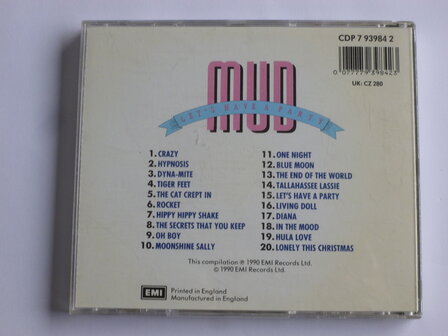 CDP 7 93984 2
0 077779 398423
UK: CZ 280
MUD
LET'S HAVE A PARTY
1. CRAZY
2. HYPNOSIS
3. DYNA-MITE
4. TIGER FEET
5. THE CAT CREPT IN
6. ROCKET
7. HIPPY HIPPY SHAKE
8. THE SECRETS THAT YOU KEEP
9. OH BOY
10. MOONSHINE SALLY
11. ONE NIGHT
12. BLUE MOON
13. THE END OF THE WORLD
14. TALLAHASSEE LASSIE
15. LET'S HAVE A PARTY
16. LIVING DOLL
17. DIANA
18. IN THE MOOD
19. HULA LOVE
20. LONELY THIS CHRISTMAS
This compilation ℗ 1990 EMI Records Ltd.
© 1990 EMI Records Ltd.
EMI
Printed in England
Manufactured in England